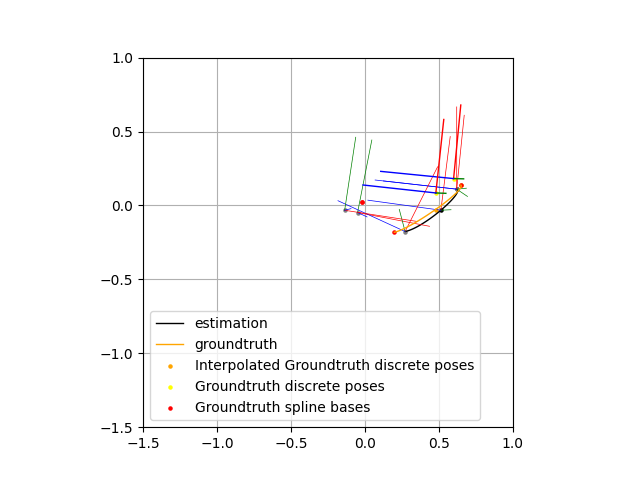 1.0
0.5
0.0
−0.5
−1.0
−1.5
−1.5
−1.0
−0.5
0.0
0.5
1.0
estimation
groundtruth
Interpolated Groundtruth discrete poses
Groundtruth discrete poses
Groundtruth spline bases